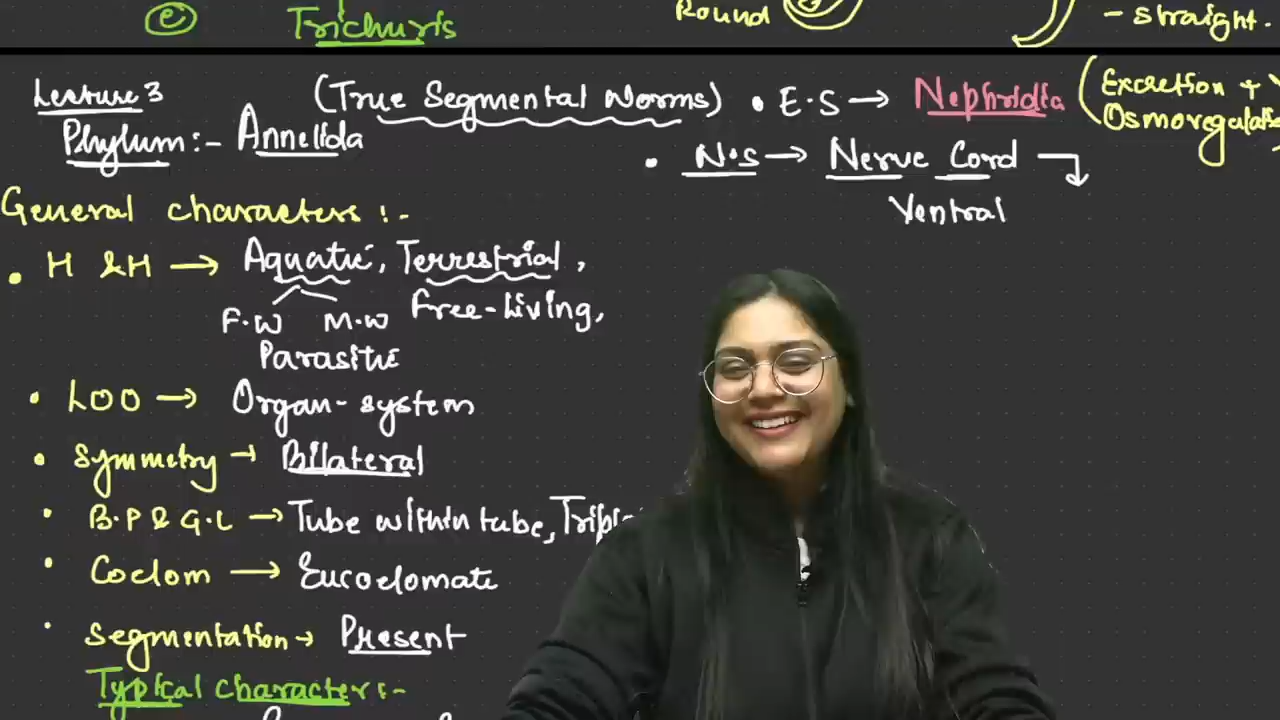 e Trichuris
Round
- straight.
Lecture 3
Phylum:- Annelida
(True Segmental Worms)
General characters :-
• H & H → Aquatic, Terrestrial,
F.W M.W Free-Living,
Parasitic
• LOO → Organ-system
• Symmetry → Bilateral
• B.P & G.L → Tube within tube,
• Coelom → Eucoelomate
• Segmentation → Present
Typical characters:-
• E.S → Nephridia (Excretion +
Osmoregulati
• N.S → Nerve Cord
Ventral